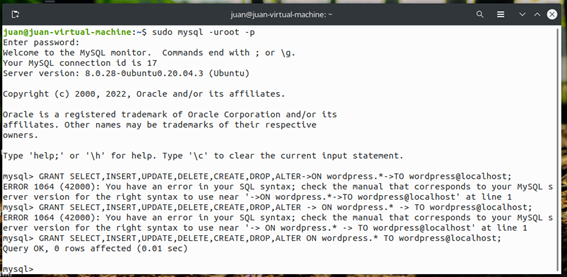 juan@juan-virtual-machine: ~
juan@juan-virtual-machine:~$ sudo mysql -uroot -p
Enter password:
Welcome to the MySQL monitor.  Commands end with ; or \g.
Your MySQL connection id is 17
Server version: 8.0.28-0ubuntu0.20.04.3 (Ubuntu)
Copyright (c) 2000, 2022, Oracle and/or its affiliates.
Oracle is a registered trademark of Oracle Corporation and/or its
affiliates. Other names may be trademarks of their respective
owners.
Type 'help;' or '\h' for help. Type '\c' to clear the current input statement.
mysql> GRANT SELECT,INSERT,UPDATE,DELETE,CREATE,DROP,ALTER->ON wordpress.*->TO wordpress@localhost;
ERROR 1064 (42000): You have an error in your SQL syntax; check the manual that corresponds to your MySQL s
erver version for the right syntax to use near '->ON wordpress.*->TO wordpress@localhost' at line 1
mysql> GRANT SELECT,INSERT,UPDATE,DELETE,CREATE,DROP,ALTER -> ON wordpress.* -> TO wordpress@localhost;
ERROR 1064 (42000): You have an error in your SQL syntax; check the manual that corresponds to your MySQL s
erver version for the right syntax to use near '-> ON wordpress.* -> TO wordpress@localhost' at line 1
mysql> GRANT SELECT,INSERT,UPDATE,DELETE,CREATE,DROP,ALTER ON wordpress.* TO wordpress@localhost;
Query OK, 0 rows affected (0.01 sec)
mysql>